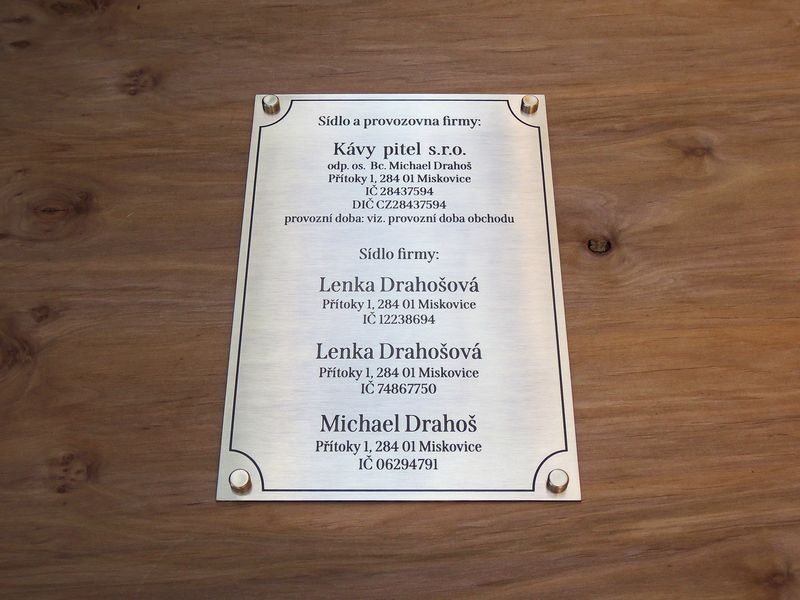 Sídlo a provozovna firmy:
Kávy pitel s.r.o.
odp. os. Bc. Michael Drahoš
Přítoky 1, 284 01 Miskovice
IČ 28437594
DIČ CZ28437594
provozní doba: viz. provozní doba obchodu
Sídlo firmy:
Lenka Drahošová
Přítoky 1, 284 01 Miskovice
IČ 12238694
Lenka Drahošová
Přítoky 1, 284 01 Miskovice
IČ 74867750
Michael Drahoš
Přítoky 1, 284 01 Miskovice
IČ 06294791